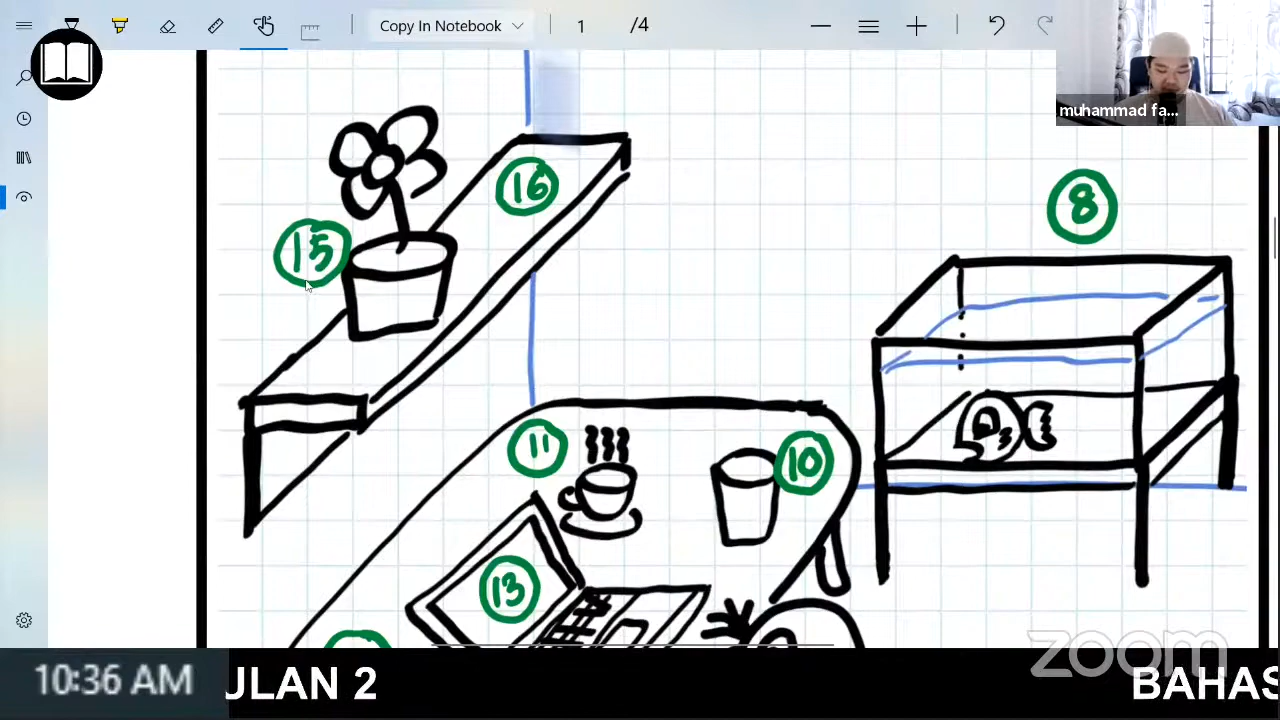 Copy In Notebook
1 /4
muhammad fa...
16
15
8
11
10
13
zoom
10:36 AM
JLAN 2
BAHAS